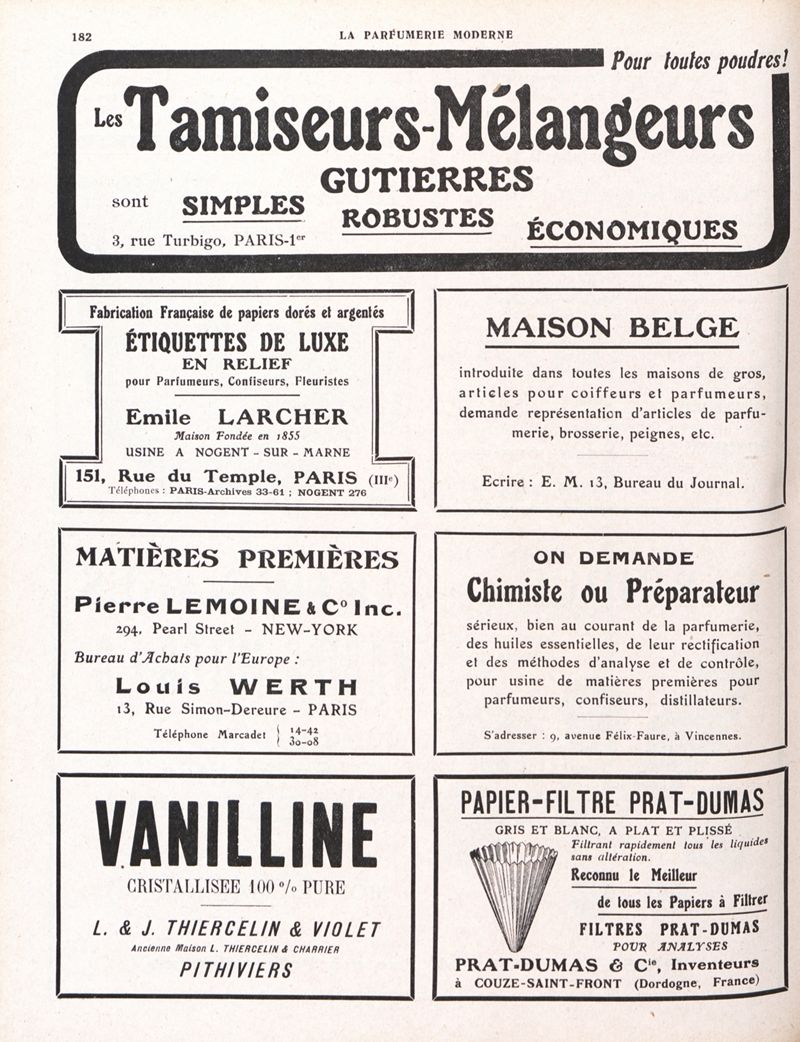 182
LA PARFUMERIE MODERNE
Pour toutes poudres!
Les Tamiseurs-Mélangeurs
GUTIERRES
sont SIMPLES
ROBUSTES
ÉCONOMIQUES
3, rue Turbigo, PARIS-1er
Fabrication Française de papiers dorés et argentés
ÉTIQUETTES DE LUXE
EN RELIEF
pour Parfumeurs, Confiseurs, Fleuristes
Emile LARCHER
Maison Fondée en 1855
USINE A NOGENT-SUR-MARNE
151, Rue du Temple, PARIS (IIIe)
Téléphones : PARIS-Archives 33-61 ; NOGENT 276
MAISON BELGE
introduite dans toutes les maisons de gros,
articles pour coiffeurs et parfumeurs,
demande représentation d'articles de parfu-
merie, brosserie, peignes, etc.
Ecrire : E. M. 13, Bureau du Journal.
MATIÈRES PREMIÈRES
Pierre LEMOINE & Co Inc.
294, Pearl Street - NEW-YORK
Bureau d'Achats pour l'Europe :
Louis WERTH
13, Rue Simon-Dereure - PARIS
Téléphone Marcadet { 14-42
30-08
ON DEMANDE
Chimiste ou Préparateur
sérieux, bien au courant de la parfumerie,
des huiles essentielles, de leur rectification
et des méthodes d'analyse et de contrôle,
pour usine de matières premières pour
parfumeurs, confiseurs, distillateurs.
S'adresser : 9, avenue Félix-Faure, à Vincennes.
VANILLINE
CRISTALLISEE 100 % PURE
L. & J. THIERCELIN & VIOLET
Ancienne Maison L. THIERCELIN & CHARRIER
PITHIVIERS
PAPIER-FILTRE PRAT-DUMAS
GRIS ET BLANC, A PLAT ET PLISSÉ
Filtrant rapidement tous les liquides
sans altération.
Reconnu le Meilleur
de tous les Papiers à Filtrer
FILTRES PRAT-DUMAS
POUR ANALYSES
PRAT-DUMAS & Cie, Inventeurs
à COUZE-SAINT-FRONT (Dordogne, France)